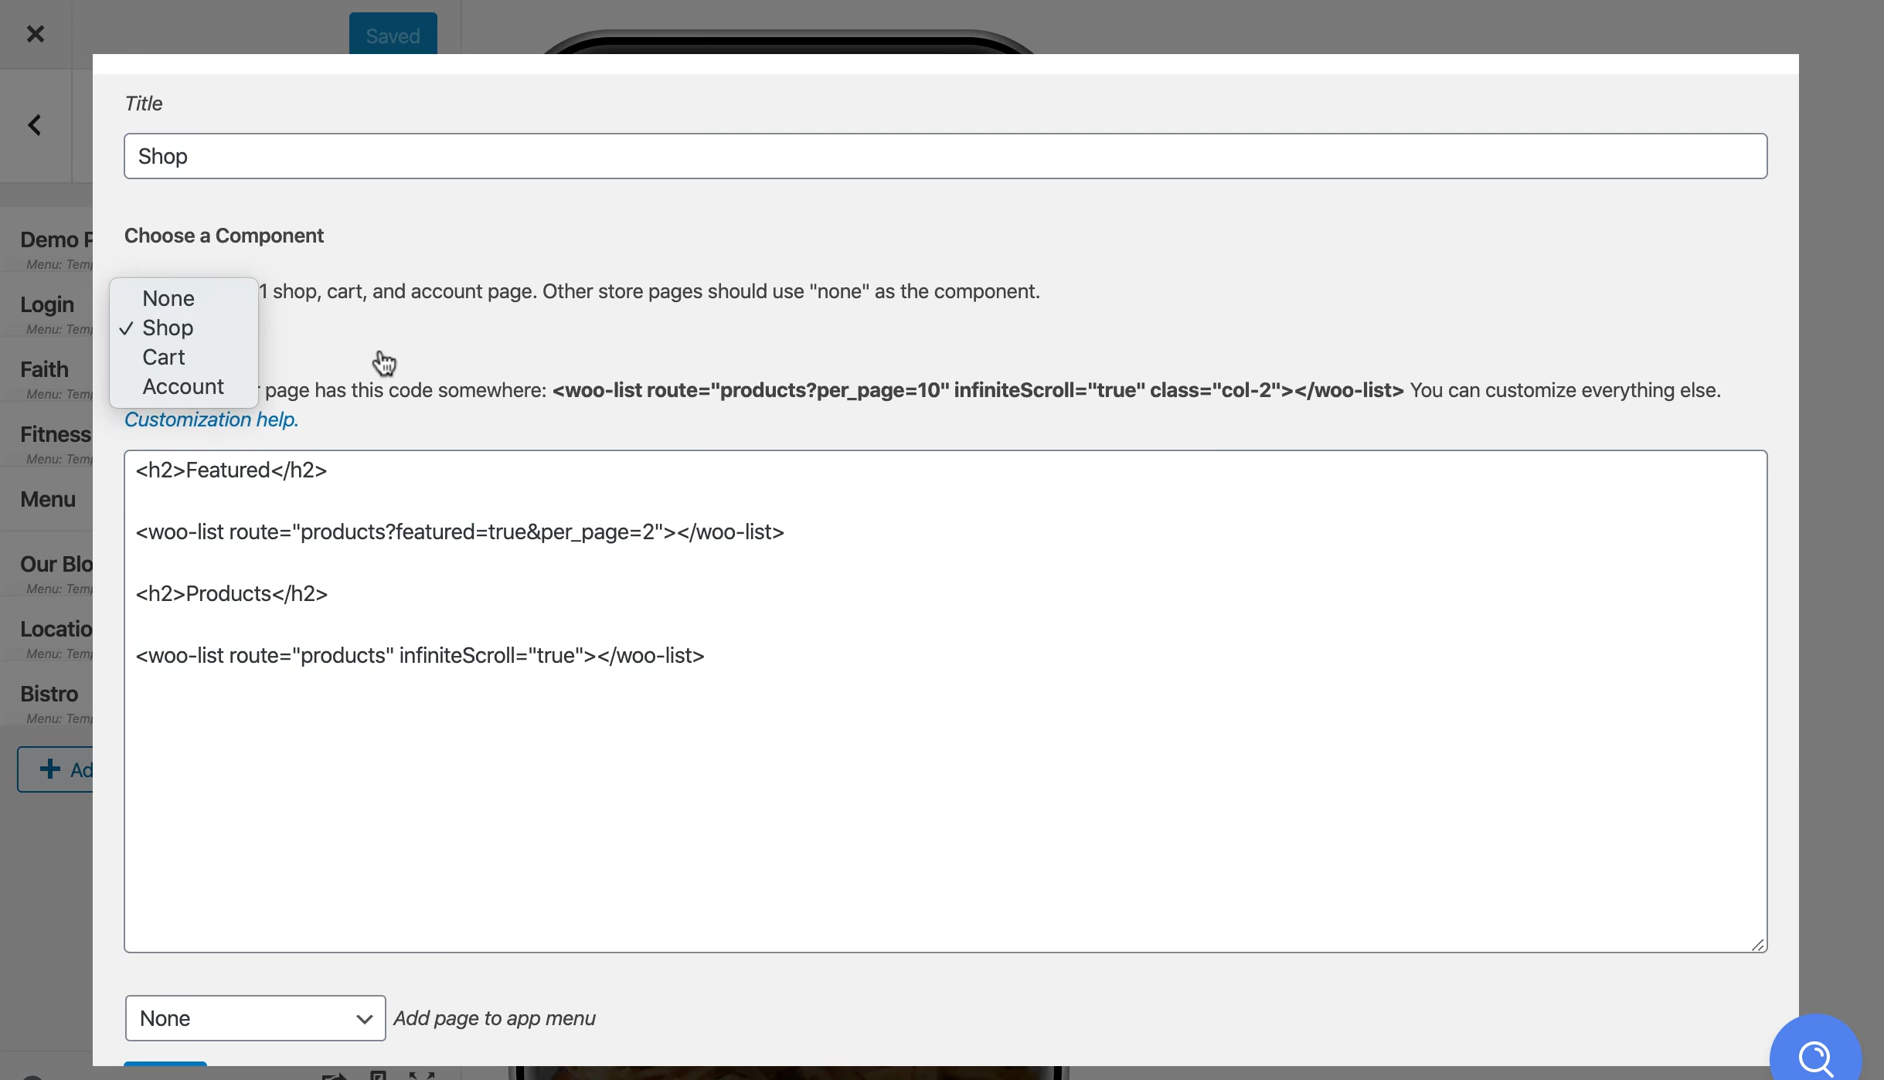 Saved
Title
Shop
Choose a Component
None
1 shop, cart, and account page. Other store pages should use "none" as the component.
Shop
Cart
Account
page has this code somewhere: <woo-list route="products?per_page=10" infiniteScroll="true" class="col-2"></woo-list> You can customize everything else.
Customization help.
<h2>Featured</h2>
<woo-list route="products?featured=true&per_page=2"></woo-list>
<h2>Products</h2>
<woo-list route="products" infiniteScroll="true"></woo-list>
None
Add page to app menu
Demo P
Menu: Temp
Login
Menu: Temp
Faith
Menu: Temp
Fitness
Menu: Temp
Menu
Our Blo
Menu: Temp
Locatio
Menu: Temp
Bistro
Menu: Temp
Ad